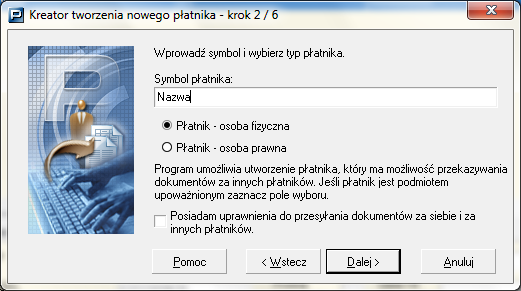 Kreator tworzenia nowego płatnika - krok 2 / 6
Wprowadź symbol i wybierz typ płatnika.
Symbol płatnika:
Nazwa
Płatnik - osoba fizyczna
Płatnik - osoba prawna
Program umożliwia utworzenie płatnika, który ma możliwość przekazywania
dokumentów za innych płatników. Jeśli płatnik jest podmiotem
upoważnionym zaznacz pole wyboru.
Posiadam uprawnienia do przesyłania dokumentów za siebie i za
innych płatników.
Pomoc
< Wstecz
Dalej >
Anuluj